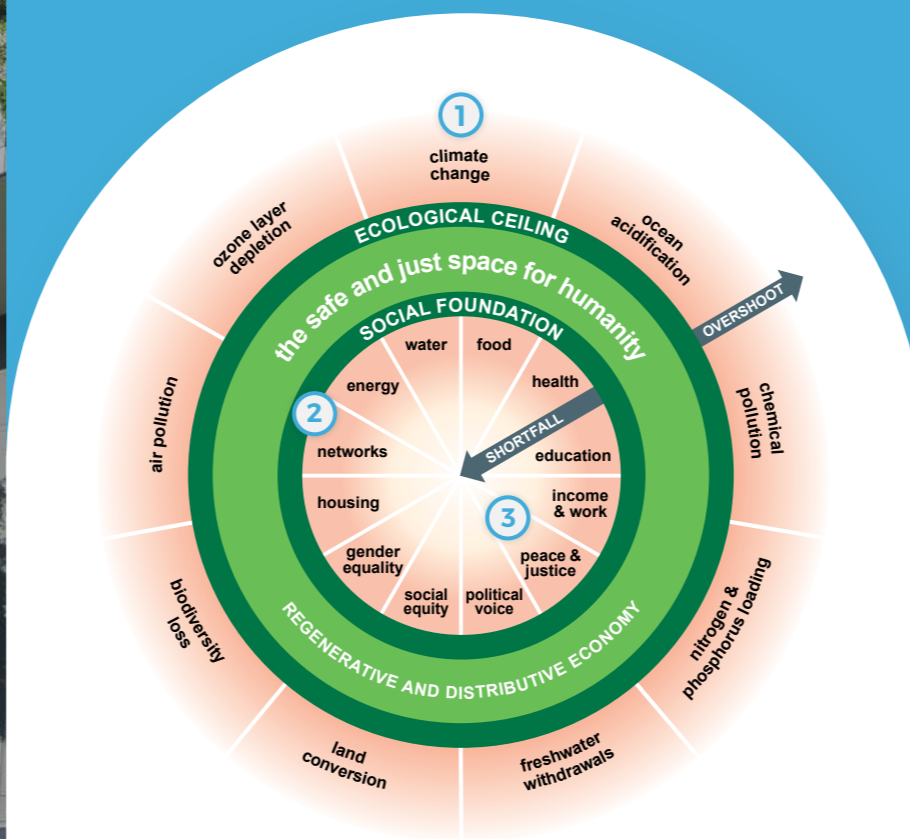 1
climate
change
ozone layer
depletion
ocean
acidification
ECOLOGICAL CEILING
the safe and just space for humanity
SOCIAL FOUNDATION
OVERSHOOT
water
food
energy
health
2
networks
SHORTFALL
education
air pollution
chemical
pollution
housing
3
income
& work
gender
equality
peace &
justice
social
equity
political
voice
biodiversity
loss
nitrogen &
phosphorus loading
REGENERATIVE AND DISTRIBUTIVE ECONOMY
land
conversion
freshwater
withdrawals